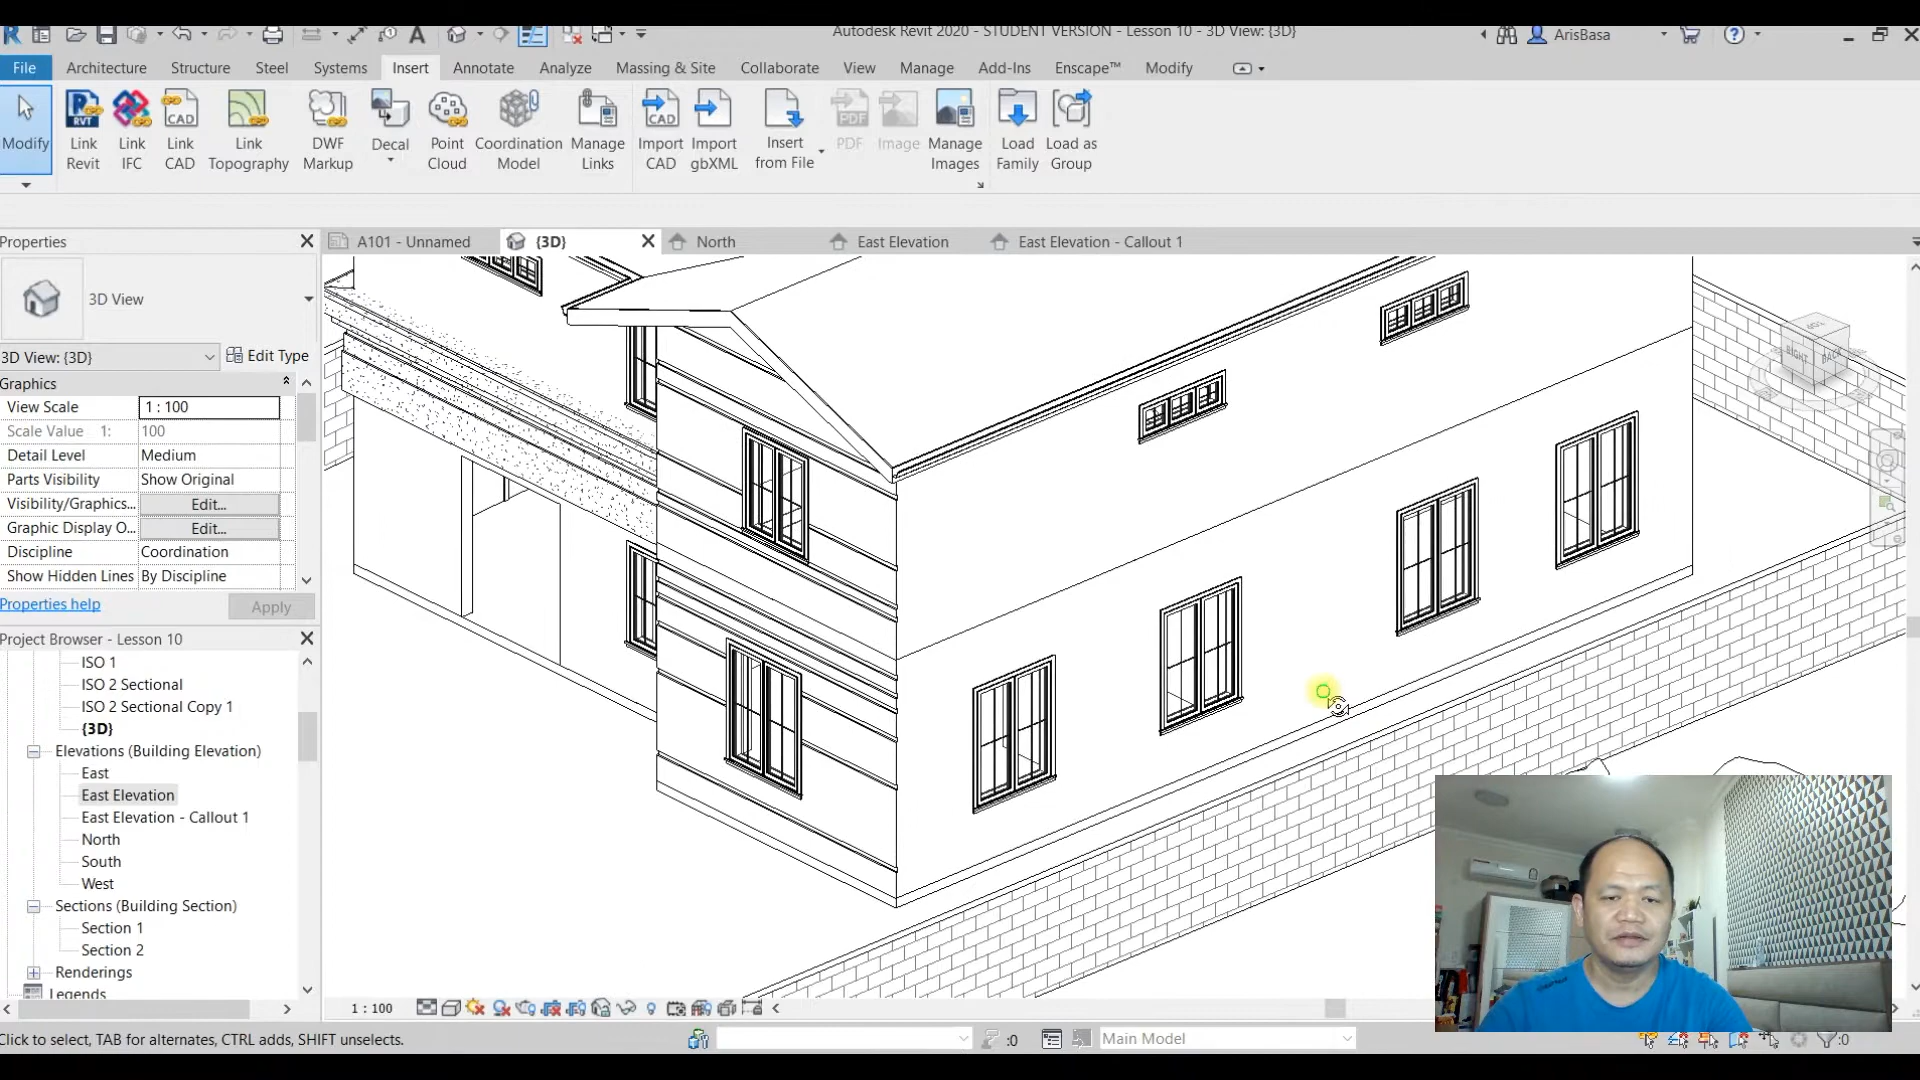 Autodesk Revit 2020 - STUDENT VERSION - Lesson 10 - 3D View: {3D}
ArisBasa
File Architecture Structure Steel Systems Insert Annotate Analyze Massing & Site Collaborate View Manage Add-Ins Enscape™ Modify
Modify
Link Revit
Link IFC
Link CAD
Link Topography
DWF Markup
Decal
Point Cloud
Coordination Model
Manage Links
Import CAD
Import gbXML
Insert from File
PDF
Image
Manage Images
Load Family
Load as Group
Properties
A101 - Unnamed
{3D}
North
East Elevation
East Elevation - Callout 1
3D View
3D View: {3D}
Edit Type
Graphics
View Scale 1 : 100
Scale Value 1: 100
Detail Level Medium
Parts Visibility Show Original
Visibility/Graphics... Edit...
Graphic Display O... Edit...
Discipline Coordination
Show Hidden Lines By Discipline
Properties help
Apply
Project Browser - Lesson 10
ISO 1
ISO 2 Sectional
ISO 2 Sectional Copy 1
{3D}
Elevations (Building Elevation)
East
East Elevation
East Elevation - Callout 1
North
South
West
Sections (Building Section)
Section 1
Section 2
Renderings
Legends
RIGHT
BACK
1 : 100
Click to select, TAB for alternates, CTRL adds, SHIFT unselects.
:0
Main Model
:0